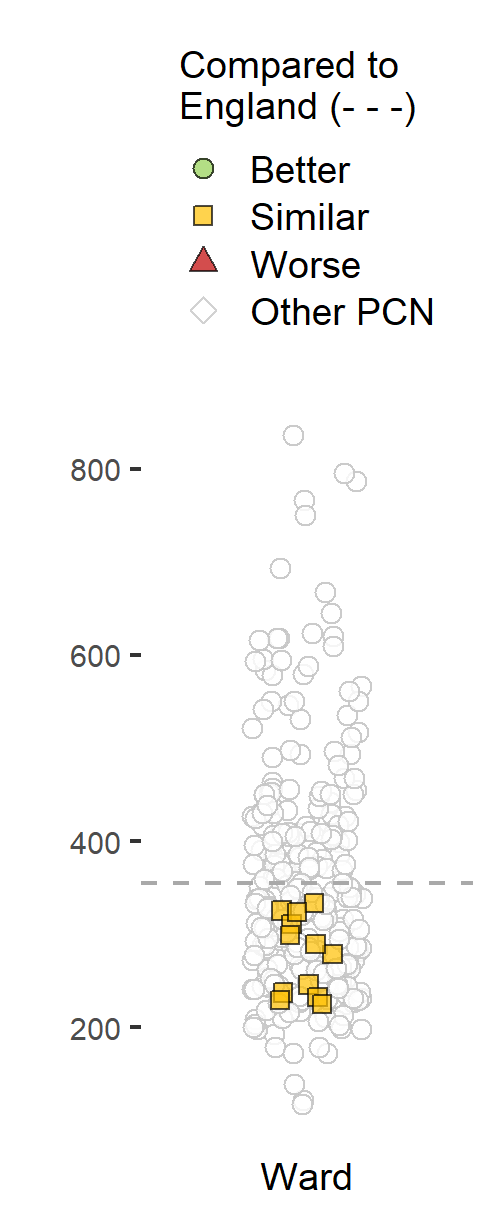 Compared to
England (- - -)
Better
Similar
Worse
Other PCN
800
600
400
200
Ward